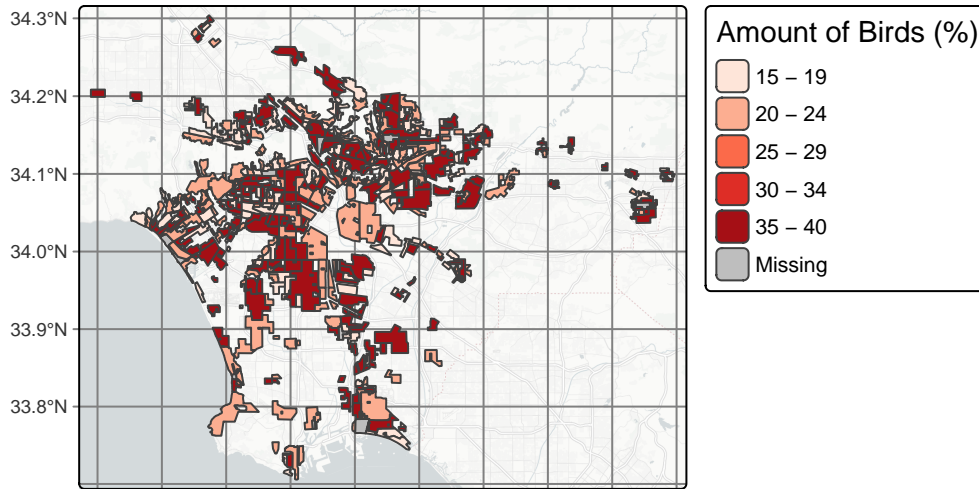 34.3°N
34.2°N
34.1°N
34.0°N
33.9°N
33.8°N
Amount of Birds (%)
15 – 19
20 – 24
25 – 29
30 – 34
35 – 40
Missing